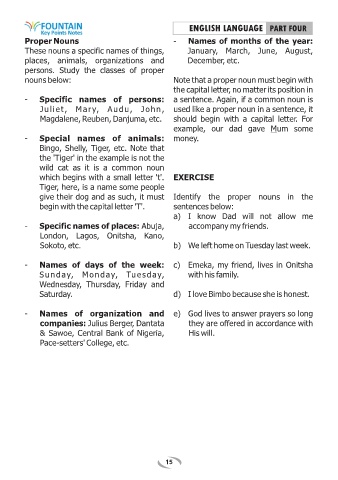 FOUNTAIN
Key Points Notes
ENGLISH LANGUAGE PART FOUR
Proper Nouns
These nouns a specific names of things,
places, animals, organizations and
persons. Study the classes of proper
nouns below:
- Specific names of persons:
Juliet, Mary, Audu, John,
Magdalene, Reuben, Danjuma, etc.
- Special names of animals:
Bingo, Shelly, Tiger, etc. Note that
the 'Tiger' in the example is not the
wild cat as it is a common noun
which begins with a small letter 't'.
Tiger, here, is a name some people
give their dog and as such, it must
begin with the capital letter 'T'.
- Specific names of places: Abuja,
London, Lagos, Onitsha, Kano,
Sokoto, etc.
- Names of days of the week:
Sunday, Monday, Tuesday,
Wednesday, Thursday, Friday and
Saturday.
- Names of organization and
companies: Julius Berger, Dantata
& Sawoe, Central Bank of Nigeria,
Pace-setters' College, etc.
- Names of months of the year:
January, March, June, August,
December, etc.
Note that a proper noun must begin with
the capital letter, no matter its position in
a sentence. Again, if a common noun is
used like a proper noun in a sentence, it
should begin with a capital letter. For
example, our dad gave Mum some
money.
EXERCISE
Identify the proper nouns in the
sentences below:
a) I know Dad will not allow me
accompany my friends.
b) We left home on Tuesday last week.
c) Emeka, my friend, lives in Onitsha
with his family.
d) I love Bimbo because she is honest.
e) God lives to answer prayers so long
they are offered in accordance with
His will.
15